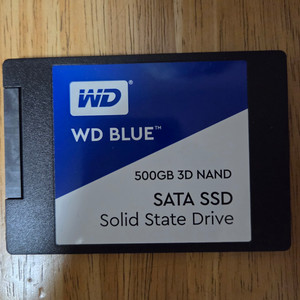 WD
WD BLUE™
500GB 3D NAND
SATA SSD
Solid State Drive